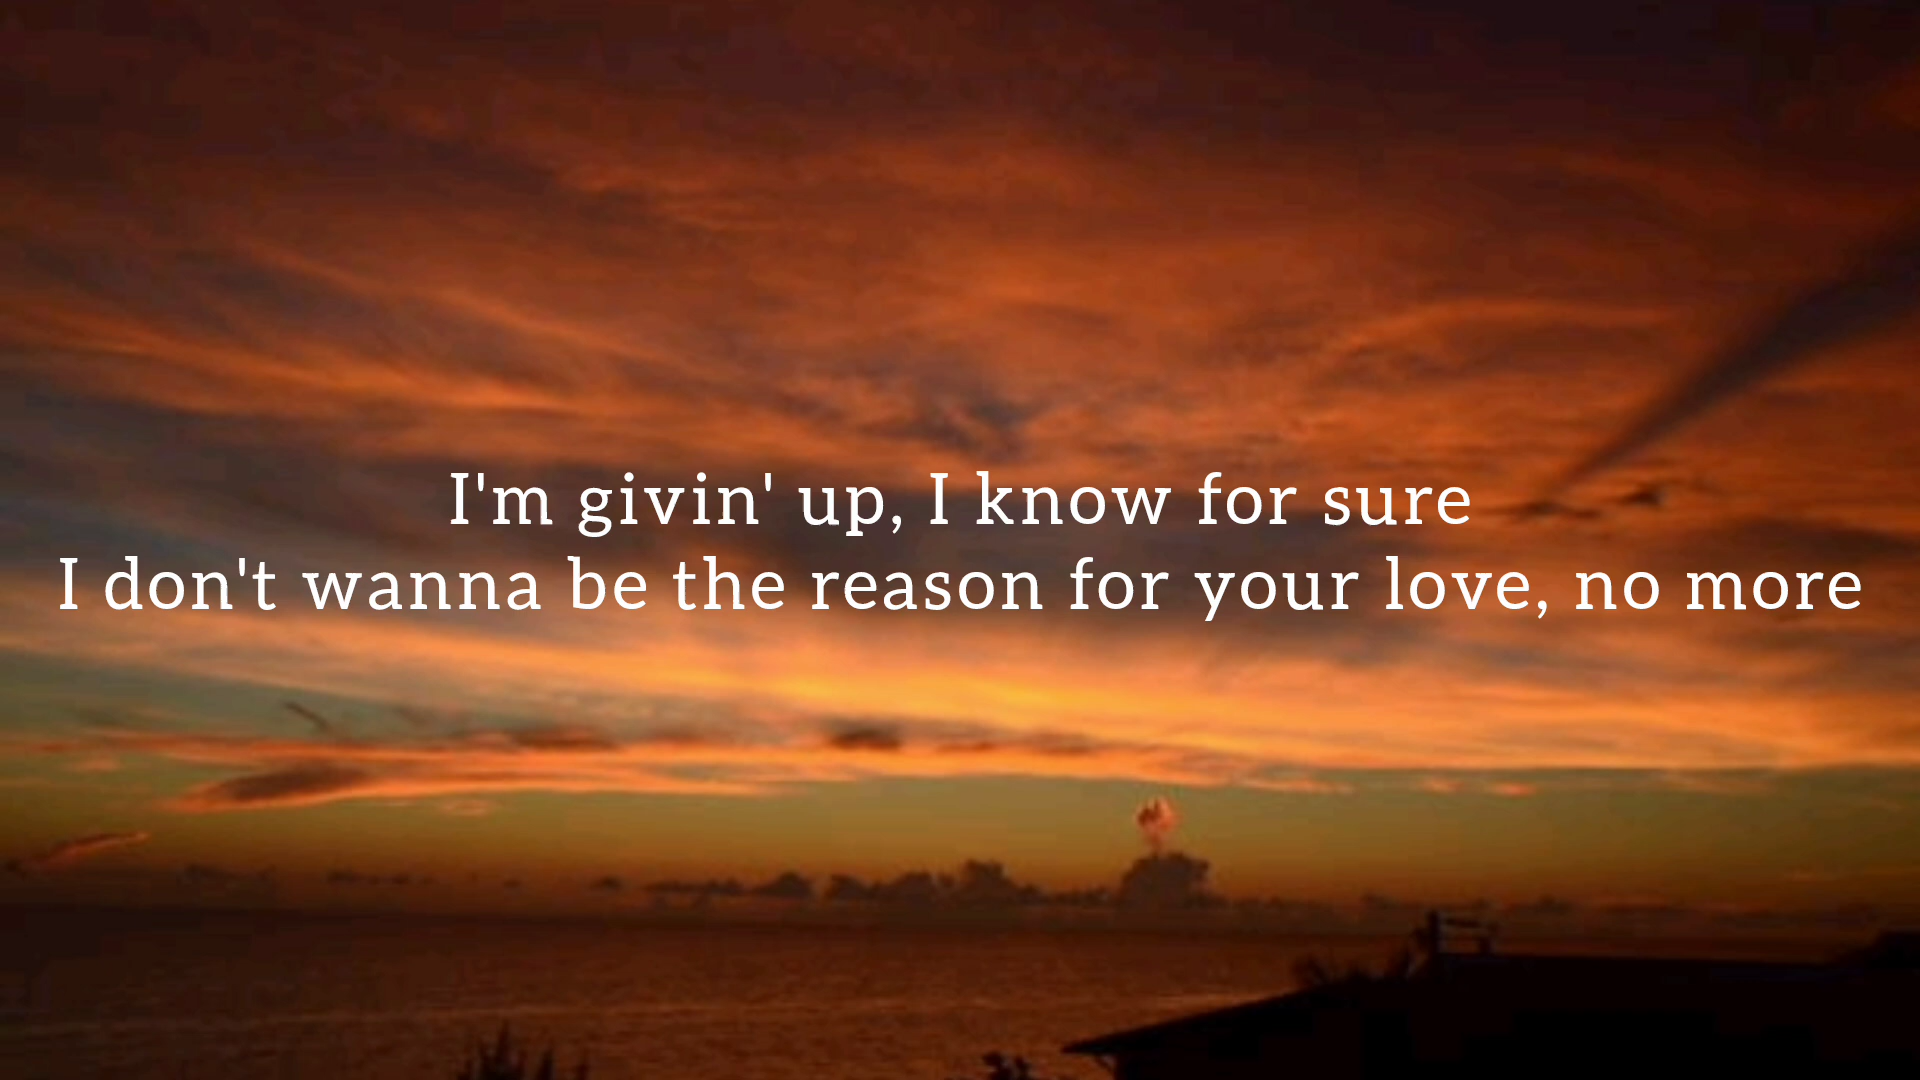 I'm givin' up, I know for sure
I don't wanna be the reason for your love, no more